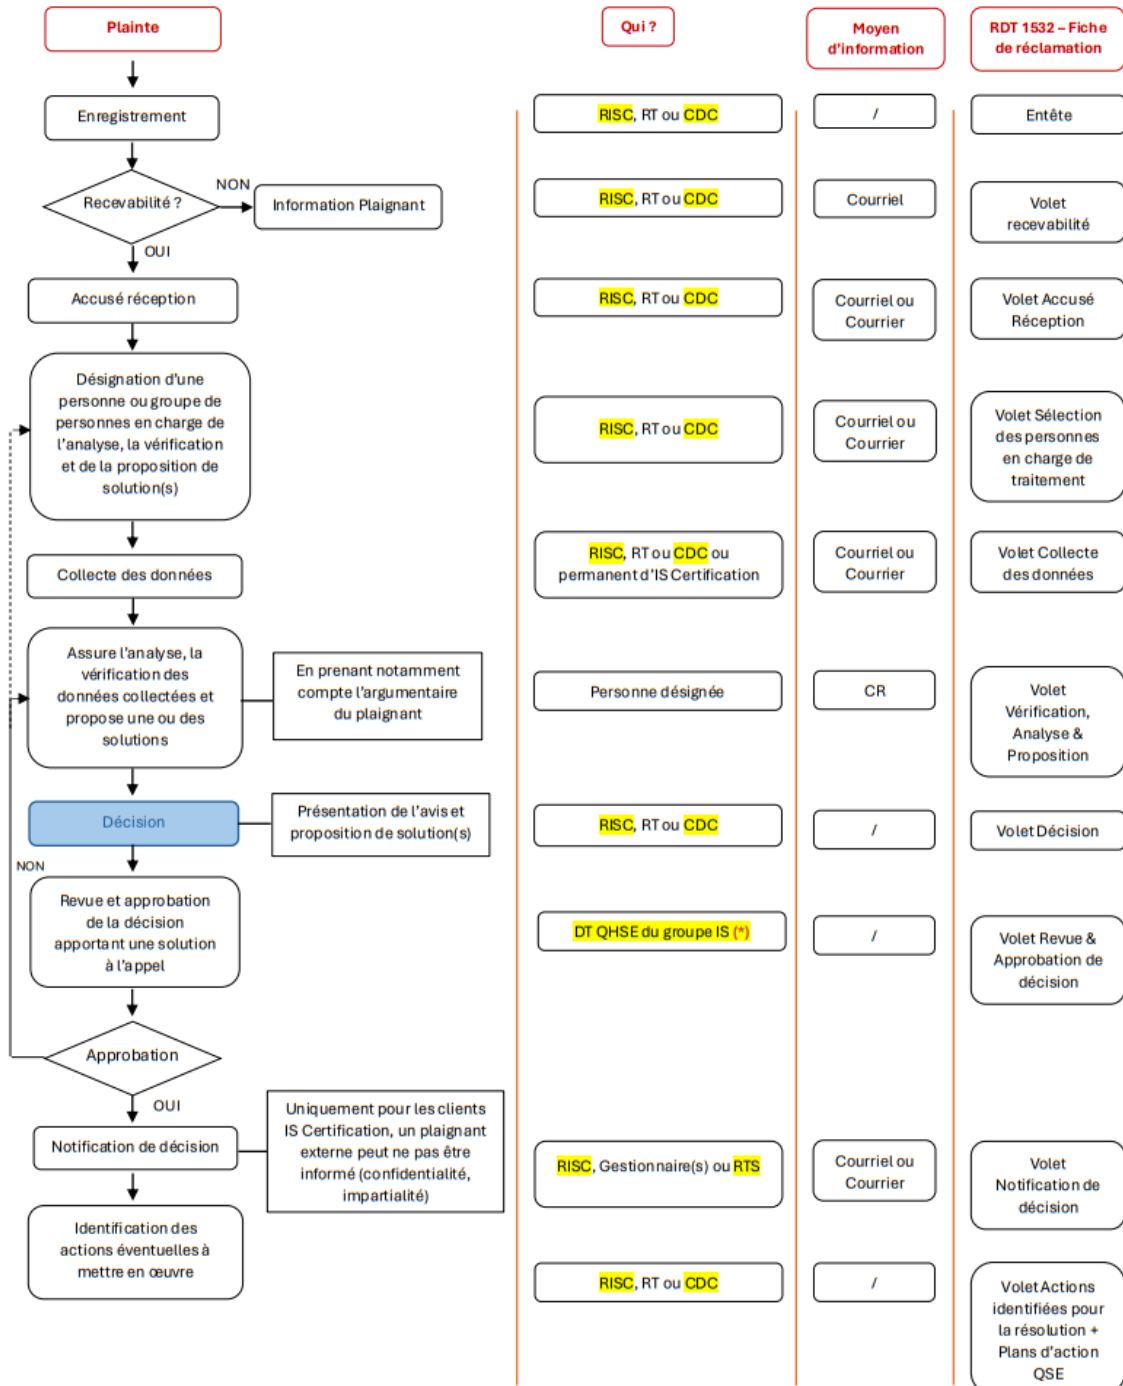 Plainte
Qui ?
Moyen
d'information
RDT 1532 – Fiche
de réclamation
Enregistrement
RISC, RT ou CDC
/
Entête
Recevabilité ?
NON
Information Plaignant
RISC, RT ou CDC
Courriel
Volet
recevabilité
OUI
Accusé réception
RISC, RT ou CDC
Courriel ou
Courrier
Volet Accusé
Réception
Désignation d'une
personne ou groupe de
personnes en charge de
l'analyse, la vérification
et de la proposition de
solution(s)
RISC, RT ou CDC
Courriel ou
Courrier
Volet Sélection
des personnes
en charge de
traitement
Collecte des données
RISC, RT ou CDC ou
permanent d'IS Certification
Courriel ou
Courrier
Volet Collecte
des données
Assure l'analyse, la
vérification des
données collectées et
propose une ou des
solutions
En prenant notamment
compte l'argumentaire
du plaignant
Personne désignée
CR
Volet
Vérification,
Analyse &
Proposition
Décision
Présentation de l'avis et
proposition de solution(s)
RISC, RT ou CDC
/
Volet Décision
NON
Revue et approbation
de la décision
apportant une solution
à l'appel
DT QHSE du groupe IS (*)
/
Volet Revue &
Approbation de
décision
Approbation
OUI
Notification de décision
Uniquement pour les clients
IS Certification, un plaignant
externe peut ne pas être
informé (confidentialité,
impartialité)
RISC, Gestionnaire(s) ou RTS
Courriel ou
Courrier
Volet
Notification de
décision
Identification des
actions éventuelles à
mettre en œuvre
RISC, RT ou CDC
/
Volet Actions
identifiées pour
la résolution +
Plans d'action
QSE